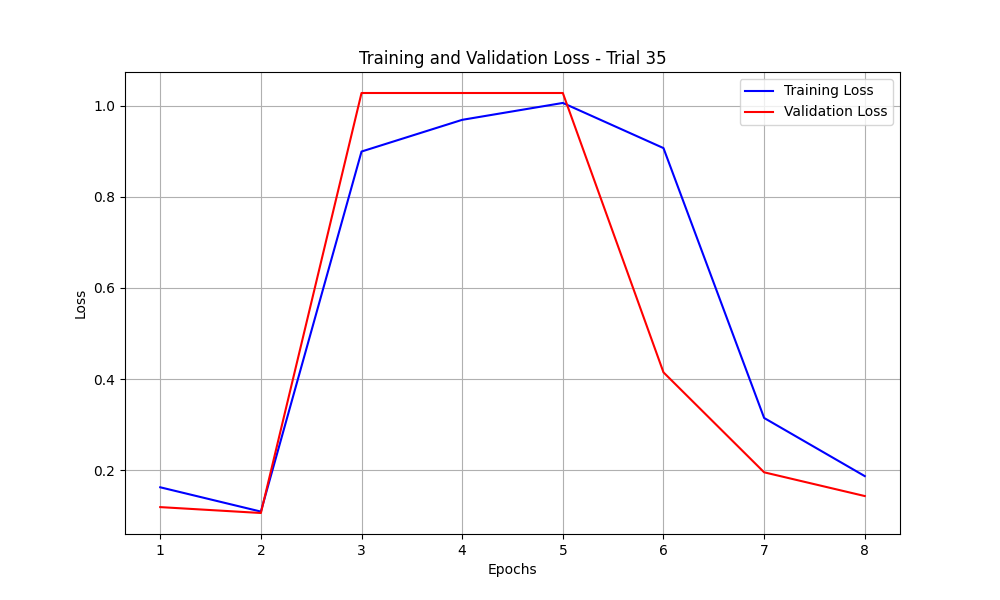 Training and Validation Loss - Trial 35
Training Loss
Validation Loss
1.0
0.8
0.6
0.4
0.2
Loss
1 2 3 4 5 6 7 8
Epochs